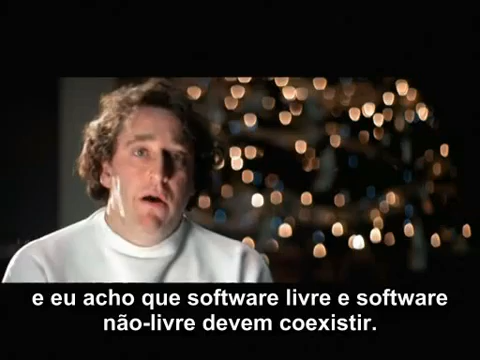 e eu acho que software livre e software
não-livre devem coexistir.